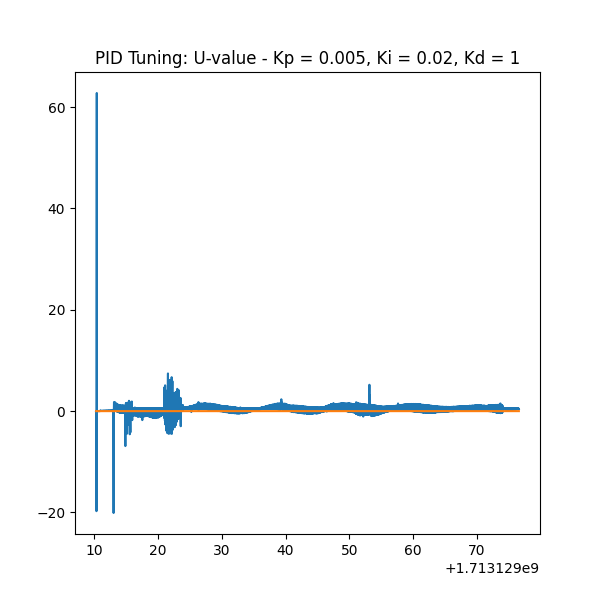 PID Tuning: U-value - Kp = 0.005, Ki = 0.02, Kd = 1
60
40
20
0
−20
10 20 30 40 50 60 70
+1.713129e9